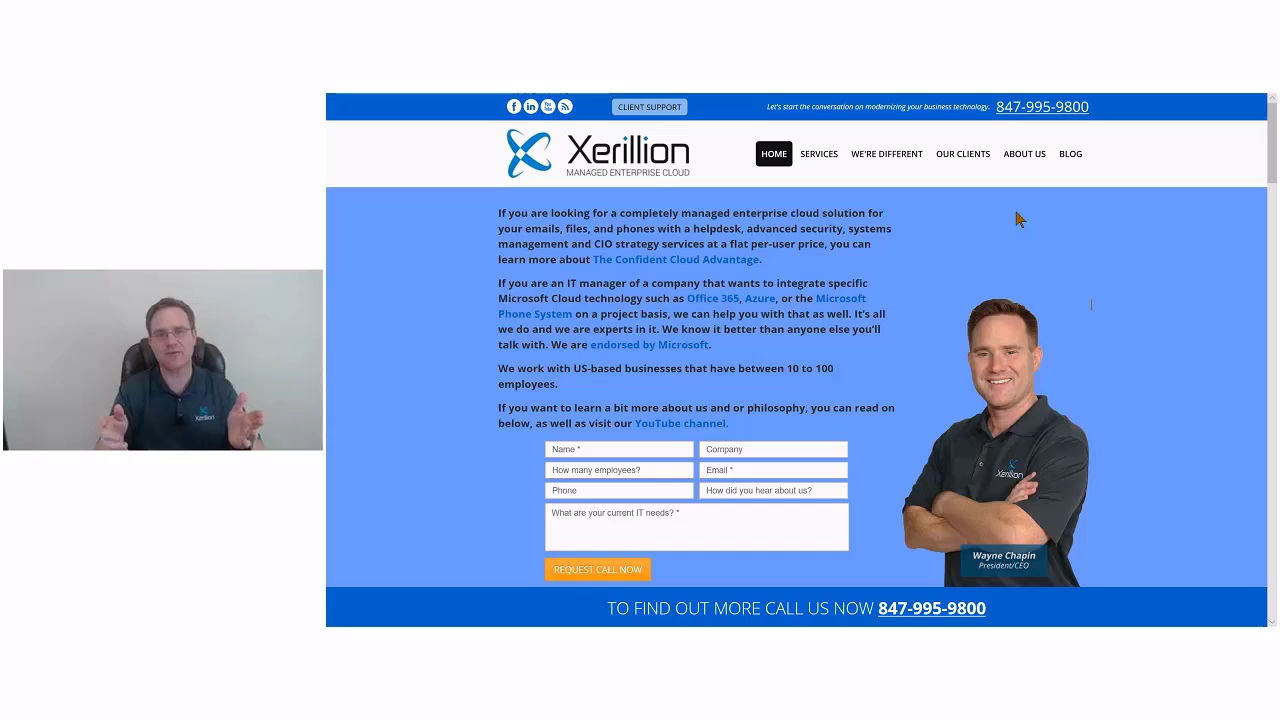 f in You Tube
CLIENT SUPPORT
Let's start the conversation on modernizing your business technology. 847-995-9800
Xerillion
MANAGED ENTERPRISE CLOUD
HOME SERVICES WE'RE DIFFERENT OUR CLIENTS ABOUT US BLOG
If you are looking for a completely managed enterprise cloud solution for
your emails, files, and phones with a helpdesk, advanced security, systems
management and CIO strategy services at a flat per-user price, you can
learn more about The Confident Cloud Advantage.
If you are an IT manager of a company that wants to integrate specific
Microsoft Cloud technology such as Office 365, Azure, or the Microsoft
Phone System on a project basis, we can help you with that as well. It's all
we do and we are experts in it. We know it better than anyone else you'll
talk with. We are endorsed by Microsoft.
We work with US-based businesses that have between 10 to 100
employees.
If you want to learn a bit more about us and or philosophy, you can read on
below, as well as visit our YouTube channel.
Name * Company
How many employees? Email *
Phone How did you hear about us?
What are your current IT needs? *
REQUEST CALL NOW
Xerillion
Wayne Chapin
President/CEO
TO FIND OUT MORE CALL US NOW 847-995-9800
Xerillion